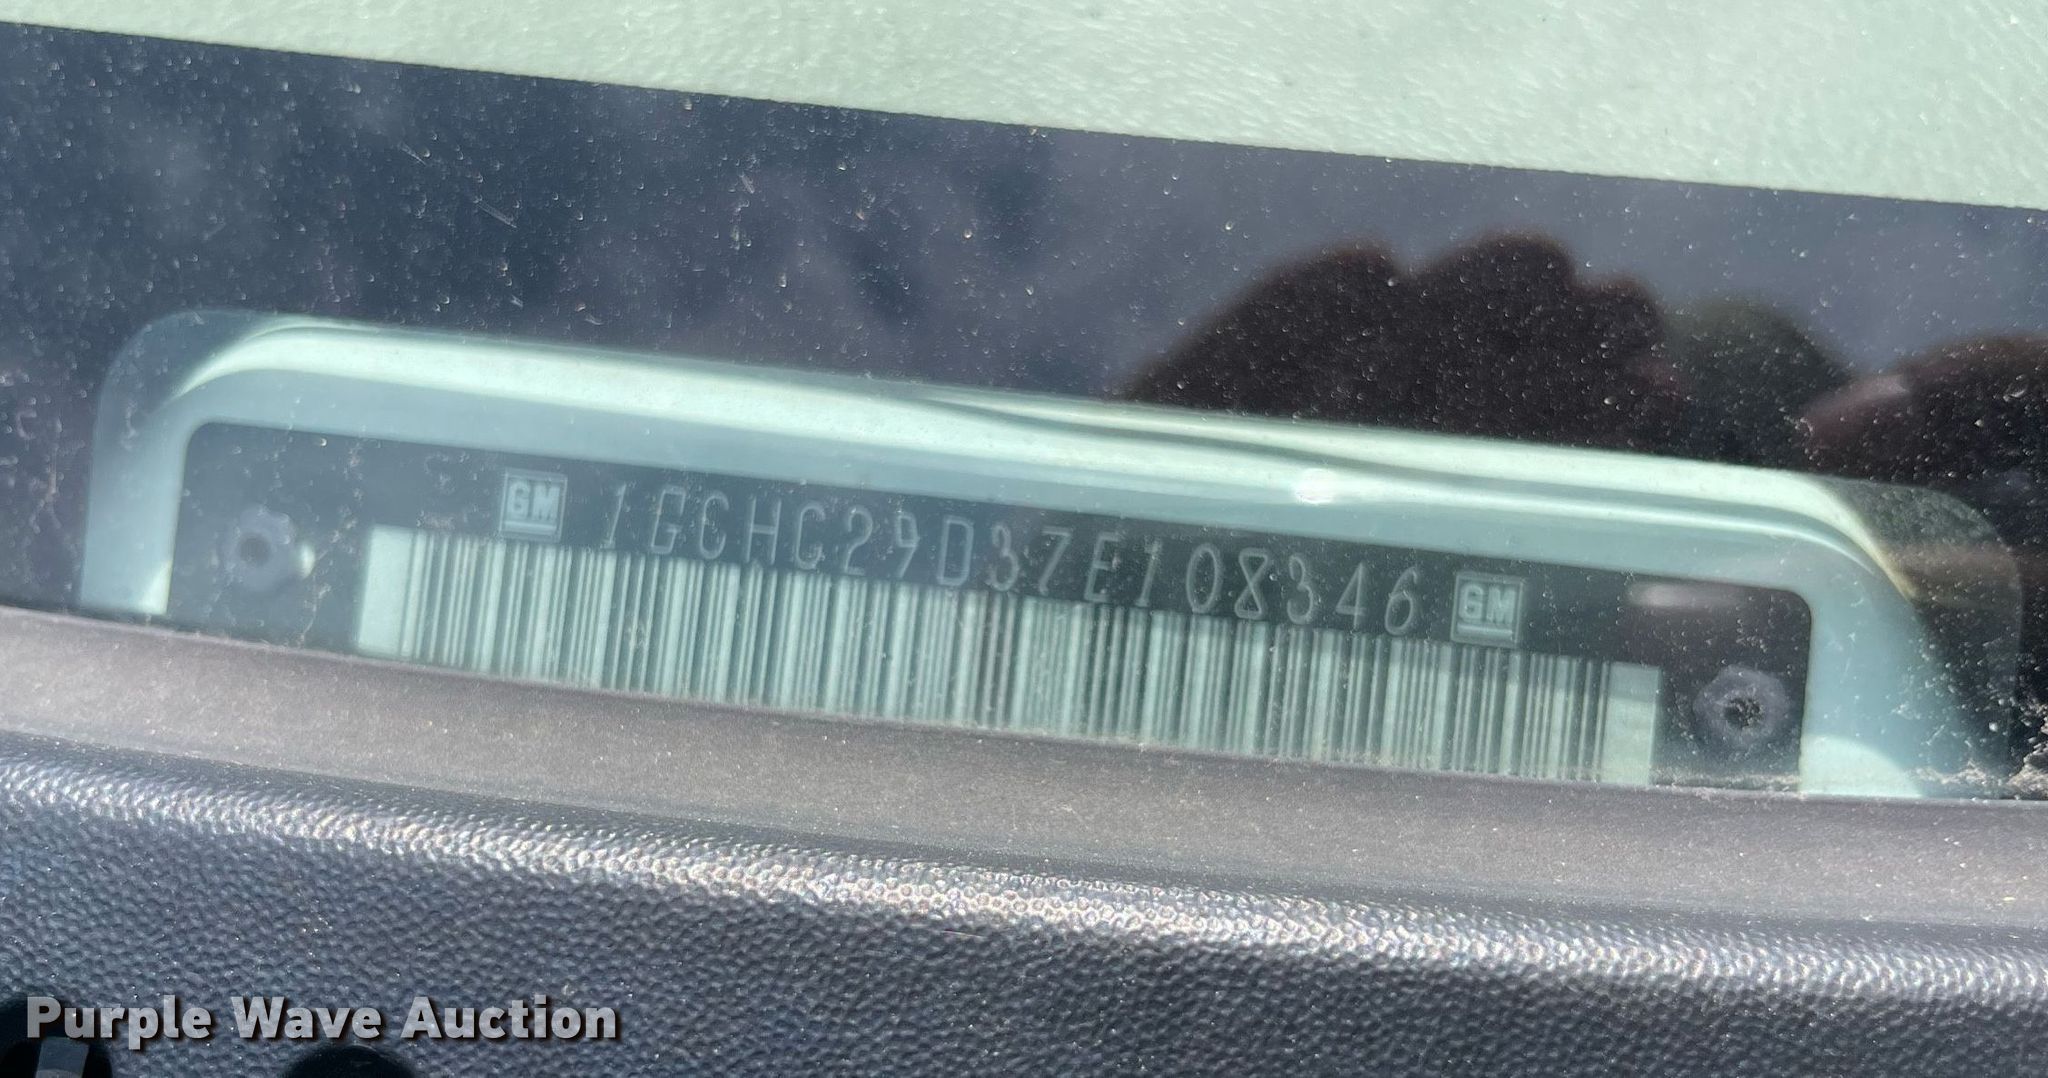 GM 1GCHC29D37E108346 GM
Purple Wave Auction